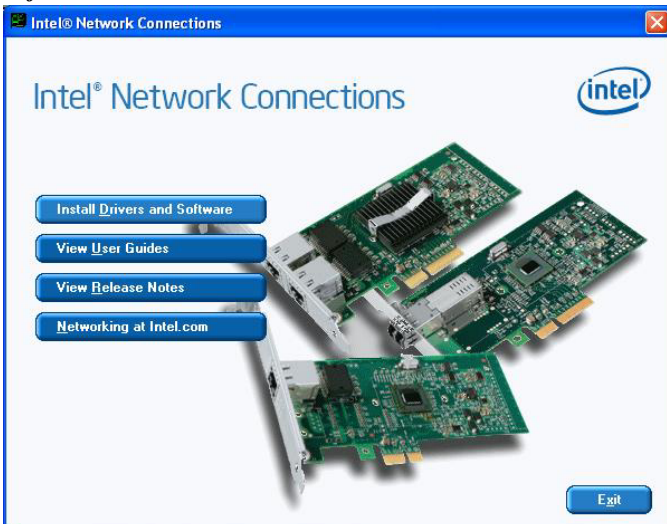 Intel® Network Connections
Intel® Network Connections
intel
Install Drivers and Software
View User Guides
View Release Notes
Networking at Intel.com
Exit